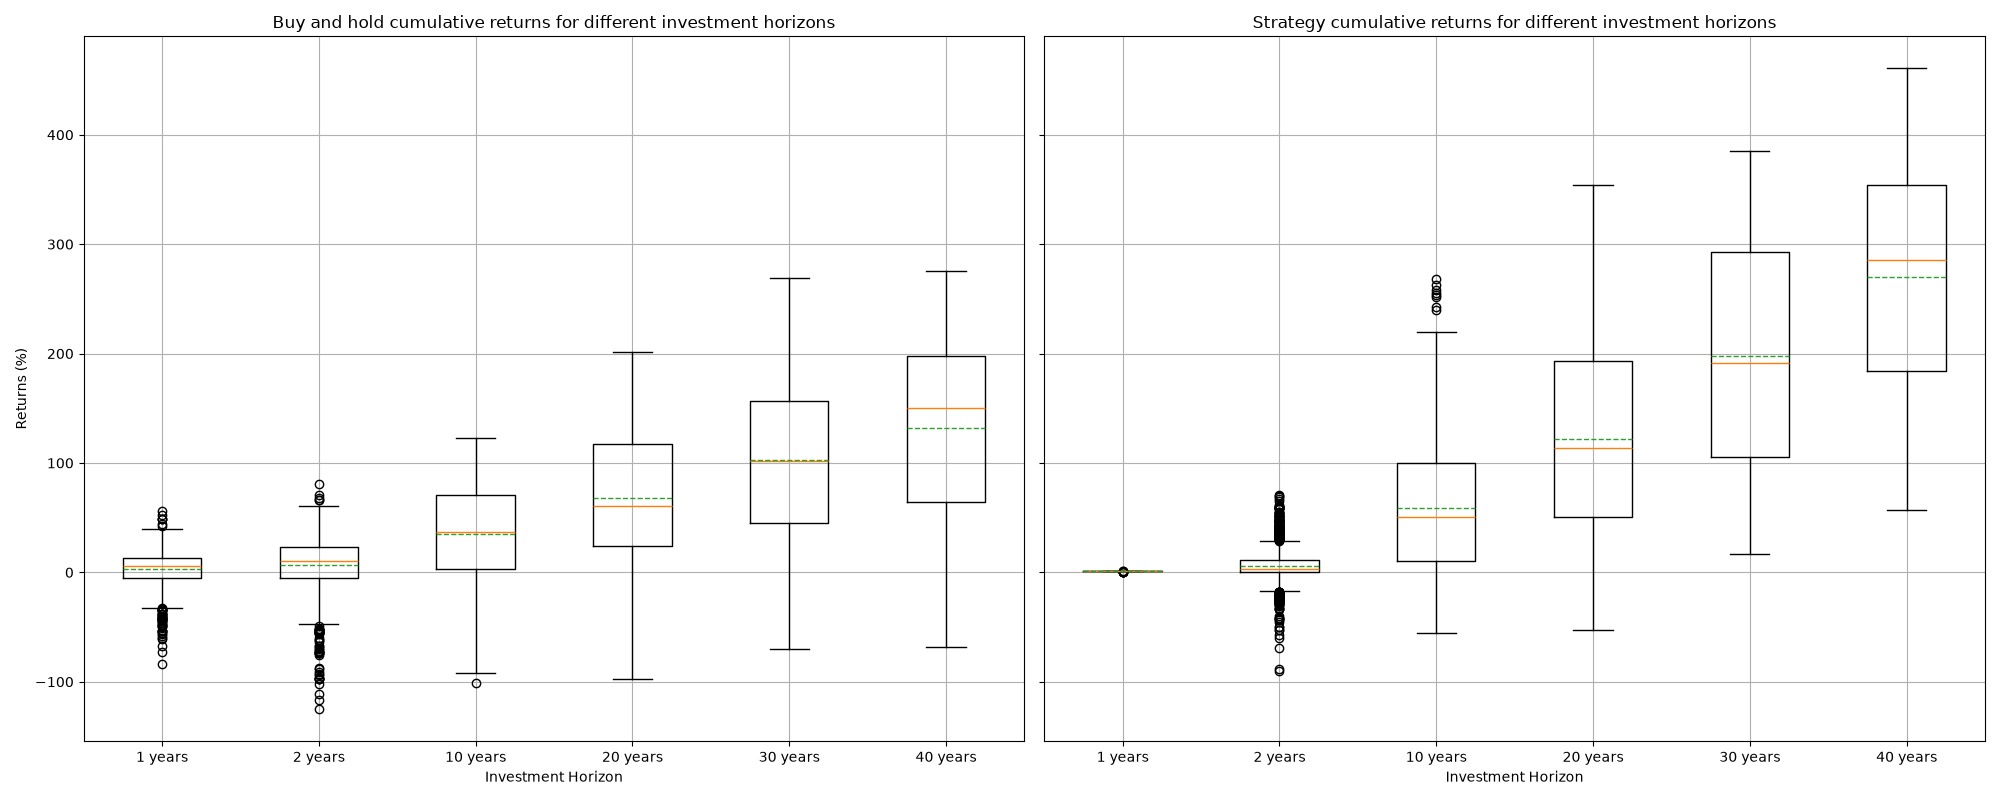 Buy and hold cumulative returns for different investment horizons
Strategy cumulative returns for different investment horizons
Returns (%)
400
300
200
100
0
−100
1 years
2 years
10 years
20 years
30 years
40 years
Investment Horizon
1 years
2 years
10 years
20 years
30 years
40 years
Investment Horizon